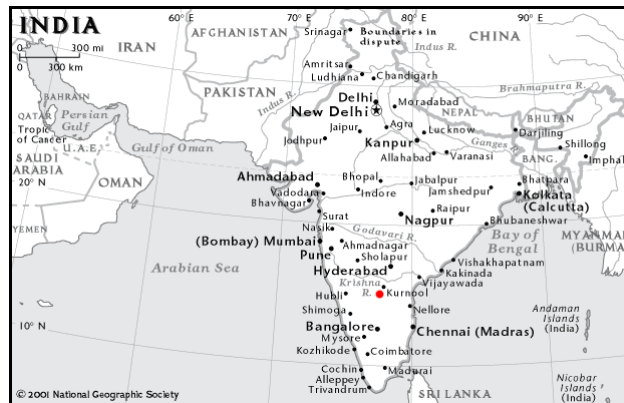 INDIA
60°E
72°E
80°E
90°E
0 300 mi
0 300 km
IRAN
AFGHANISTAN
Srinagar
Boundaries in
dispute
Indus R.
CHINA
Amritsar
Ludhiana
Chandigarh
PAKISTAN
Indus R.
Brahmaputra R.
BAHRAIN
Persian
Gulf
QATAR
Tropic
of Cancer
U.A.E.
SAUDI
ARABIA
Gulf of Oman
OMAN
20°N
YEMEN
Delhi
New Delhi
Moradabad
NEPAL
BHUTAN
Jaipur
Agra
Lucknow
Darjiling
Jodhpur
Kanpur
Ganges R.
Shillong
Allahabad
Varanasi
BANG.
Imphal
Ahmadabad
Bhopal
Jabalpur
Bhatpara
Vadodara
Indore
Jamshedpur
Kolkata
(Calcutta)
Bhavnagar
Surat
Nagpur
Raipur
Bhubaneshwar
MYANMAR
(BURMA)
Nasik
Godavari R.
Bay of
Bengal
(Bombay) Mumbai
Ahmadnagar
Pune
Sholapur
Vishakhapatnam
Arabian Sea
Hyderabad
Kakinada
Krishna
R.
Vijayawada
Hubli
Kurnool
Andaman
Islands
(India)
Shimoga
Nellore
10°N
Bangalore
Chennai (Madras)
Mysore
Kozhikode
Coimbatore
Cochin
Madurai
Nicobar
Islands
(India)
Alleppey
Trivandrum
SRI LANKA
© 2001 National Geographic Society